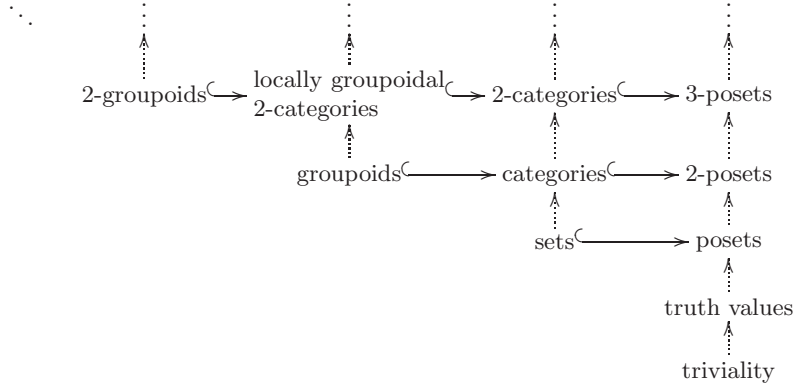 2-groupoids locally groupoidal 2-categories 3-posets
2-categories
groupoids categories 2-posets
sets posets
truth values
triviality